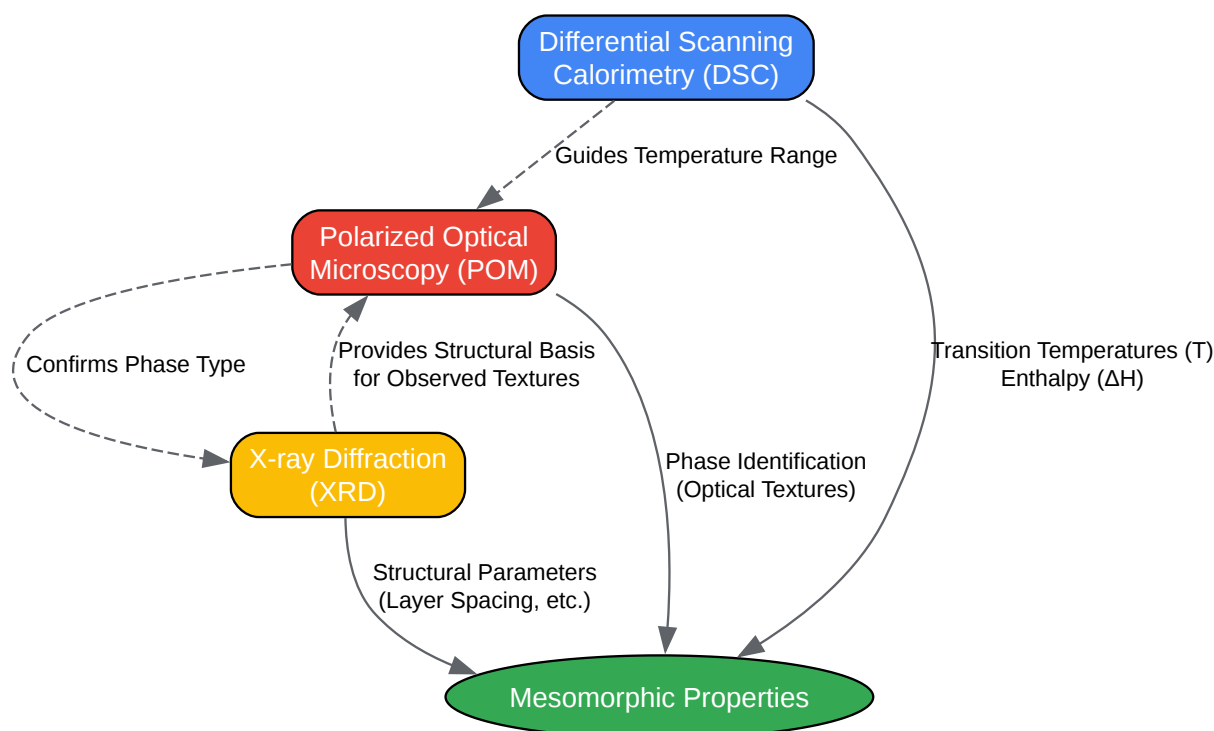 Differential Scanning
Calorimetry (DSC)
Guides Temperature Range
Polarized Optical
Microscopy (POM)
Confirms Phase Type
Provides Structural Basis
for Observed Textures
Transition Temperatures (T)
Enthalpy (ΔH)
X-ray Diffraction
(XRD)
Phase Identification
(Optical Textures)
Structural Parameters
(Layer Spacing, etc.)
Mesomorphic Properties